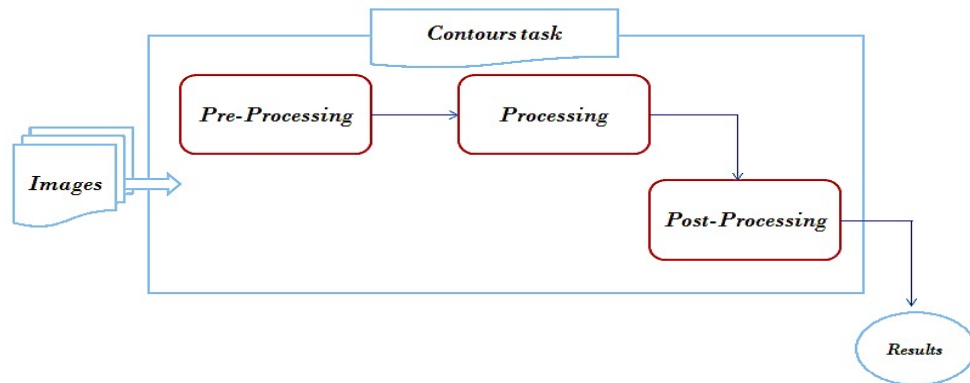 Contours task
Pre-Processing
Processing
Images
Post-Processing
Results